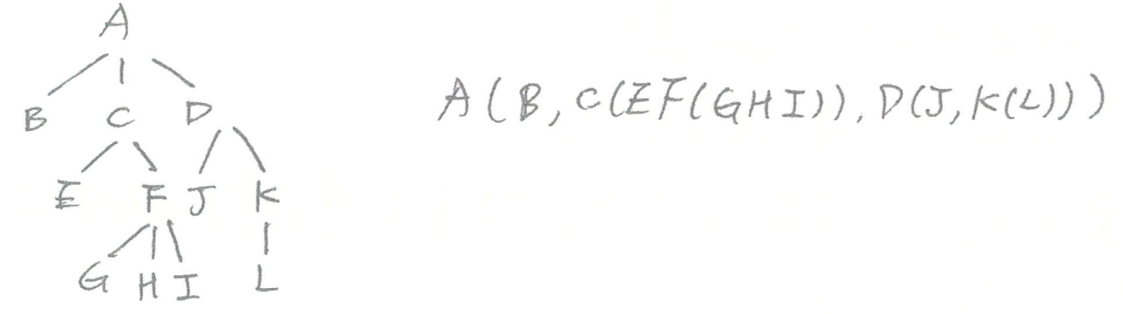 A
B C D
E F J K
G H I L
A(B, C(EF(GHI)), D(J, K(L)))